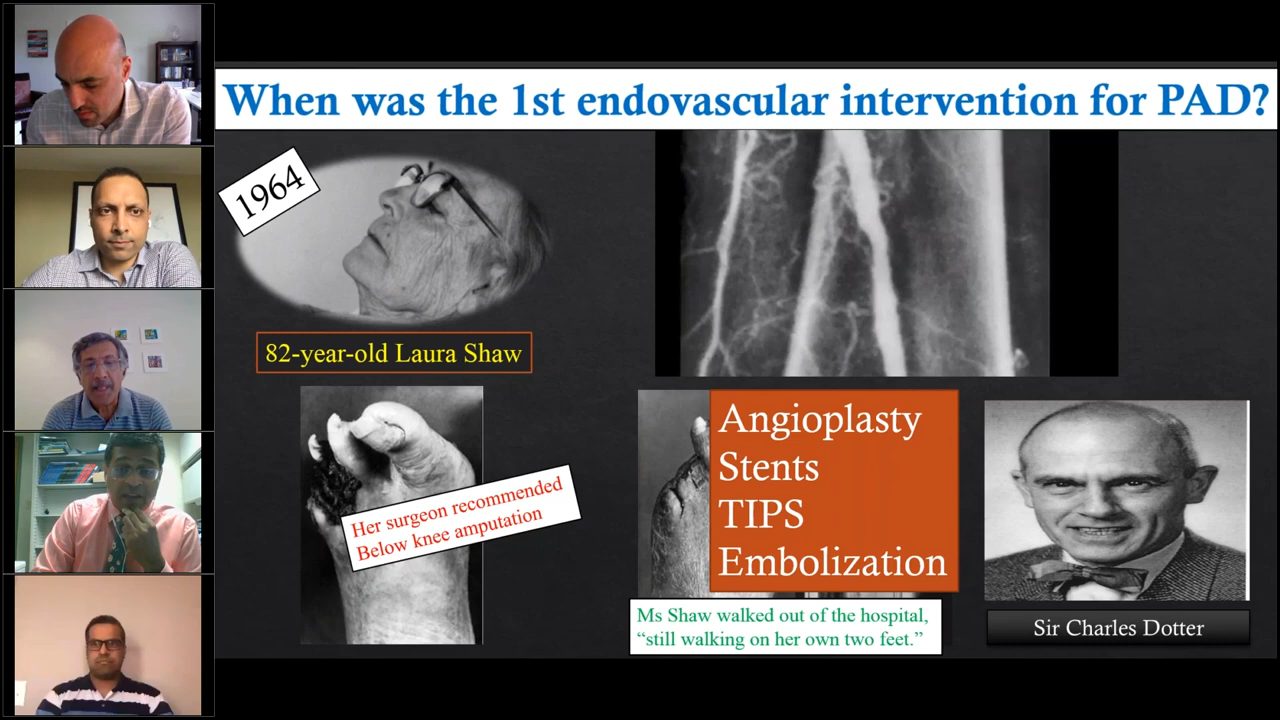 When was the 1st endovascular intervention for PAD?
1964
82-year-old Laura Shaw
Her surgeon recommended
Below knee amputation
Angioplasty
Stents
TIPS
Embolization
Ms Shaw walked out of the hospital,
“still walking on her own two feet.”
Sir Charles Dotter